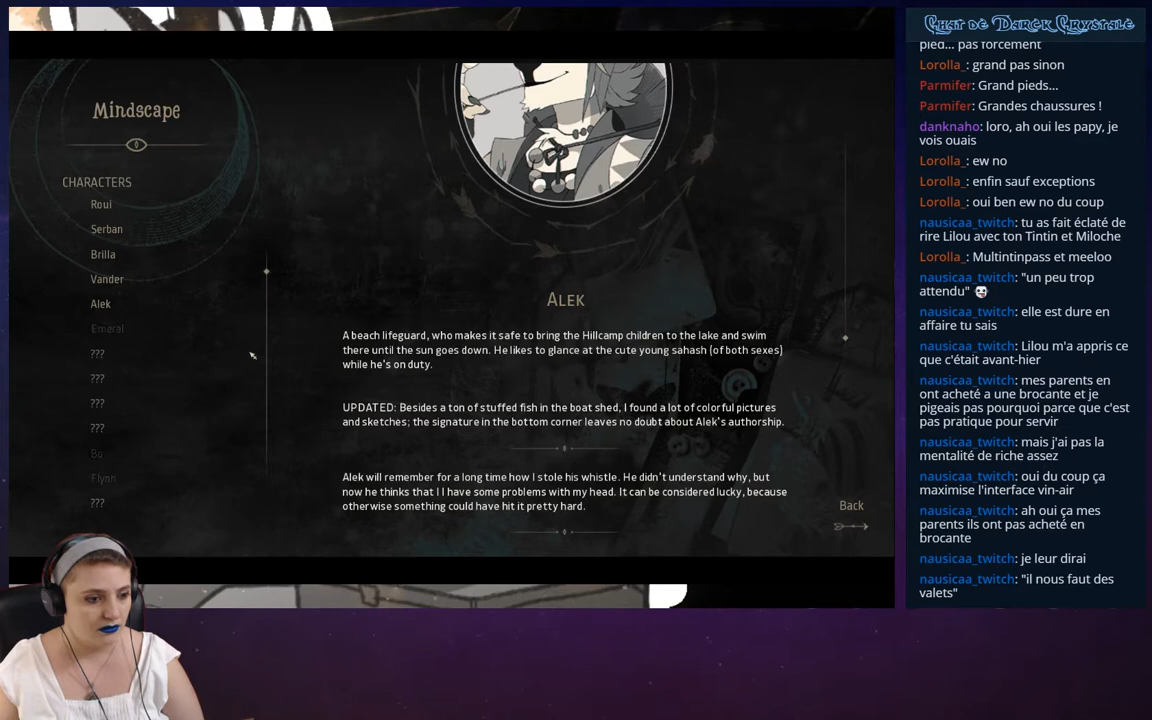 Mindscape
CHARACTERS
Roui
Serban
Brilla
Vander
Alek
Emeral
???
???
???
???
Bo
Flynn
???
ALEK
A beach lifeguard, who makes it safe to bring the Hillcamp children to the lake and swim
there until the sun goes down. He likes to glance at the cute young sahash (of both sexes)
while he's on duty.
UPDATED: Besides a ton of stuffed fish in the boat shed, I found a lot of colorful pictures
and sketches; the signature in the bottom corner leaves no doubt about Alek's authorship.
Alek will remember for a long time how I stole his whistle. He didn't understand why, but
now he thinks that I I have some problems with my head. It can be considered lucky, because
otherwise something could have hit it pretty hard.
Back
Chat de Darck Crystale
pied... pas forcement
Lorolla_: grand pas sinon
Parmifer: Grand pieds...
Parmifer: Grandes chaussures !
danknaho: loro, ah oui les papy, je
vois ouais
Lorolla_: ew no
Lorolla_: enfin sauf exceptions
Lorolla_: oui ben ew no du coup
nausicaa_twitch: tu as fait éclaté de
rire Lilou avec ton Tintin et Miloche
Lorolla_: Multintinpass et meeloo
nausicaa_twitch: "un peu trop
attendu"
nausicaa_twitch: elle est dure en
affaire tu sais
nausicaa_twitch: Lilou m'a appris ce
que c'était avant-hier
nausicaa_twitch: mes parents en
ont acheté a une brocante et je
pigeais pas pourquoi parce que c'est
pas pratique pour servir
nausicaa_twitch: mais j'ai pas la
mentalité de riche assez
nausicaa_twitch: oui du coup ça
maximise l'interface vin-air
nausicaa_twitch: ah oui ça mes
parents ils ont pas acheté en
brocante
nausicaa_twitch: je leur dirai
nausicaa_twitch: "il nous faut des
valets"